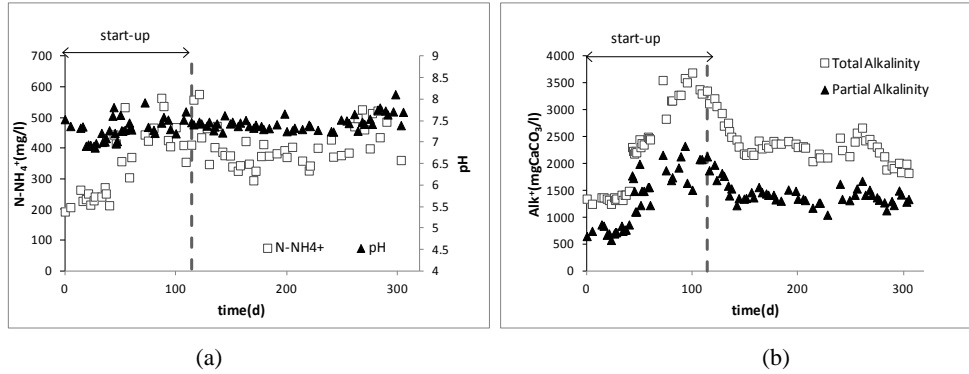 start-up
700
600
500
400
300
200
100
0
N-NH₄⁺(mg/l)
9
8.5
8
7.5
7
6.5
6
5.5
5
4.5
4
pH
N-NH4+ pH
0 100 200 300
time(d)
(a)
start-up
4000
3500
3000
2500
2000
1500
1000
500
0
Alk⁺(mgCaCO₃/l)
Total Alkalinity
Partial Alkalinity
0 100 200 300
time(d)
(b)